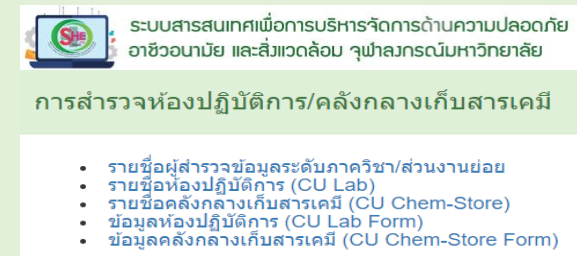 SHE
ระบบสารสนเทศเพื่อการบริหารจัดการด้านความปลอดภัย
อาชีวอนามัย และสิ่งแวดล้อม จุฬาลงกรณ์มหาวิทยาลัย
การสำรวจห้องปฏิบัติการ/คลังกลางเก็บสารเคมี
• รายชื่อผู้สำรวจข้อมูลระดับภาควิชา/ส่วนงานย่อย
• รายชื่อห้องปฏิบัติการ (CU Lab)
• รายชื่อคลังกลางเก็บสารเคมี (CU Chem-Store)
• ข้อมูลห้องปฏิบัติการ (CU Lab Form)
• ข้อมูลคลังกลางเก็บสารเคมี (CU Chem-Store Form)